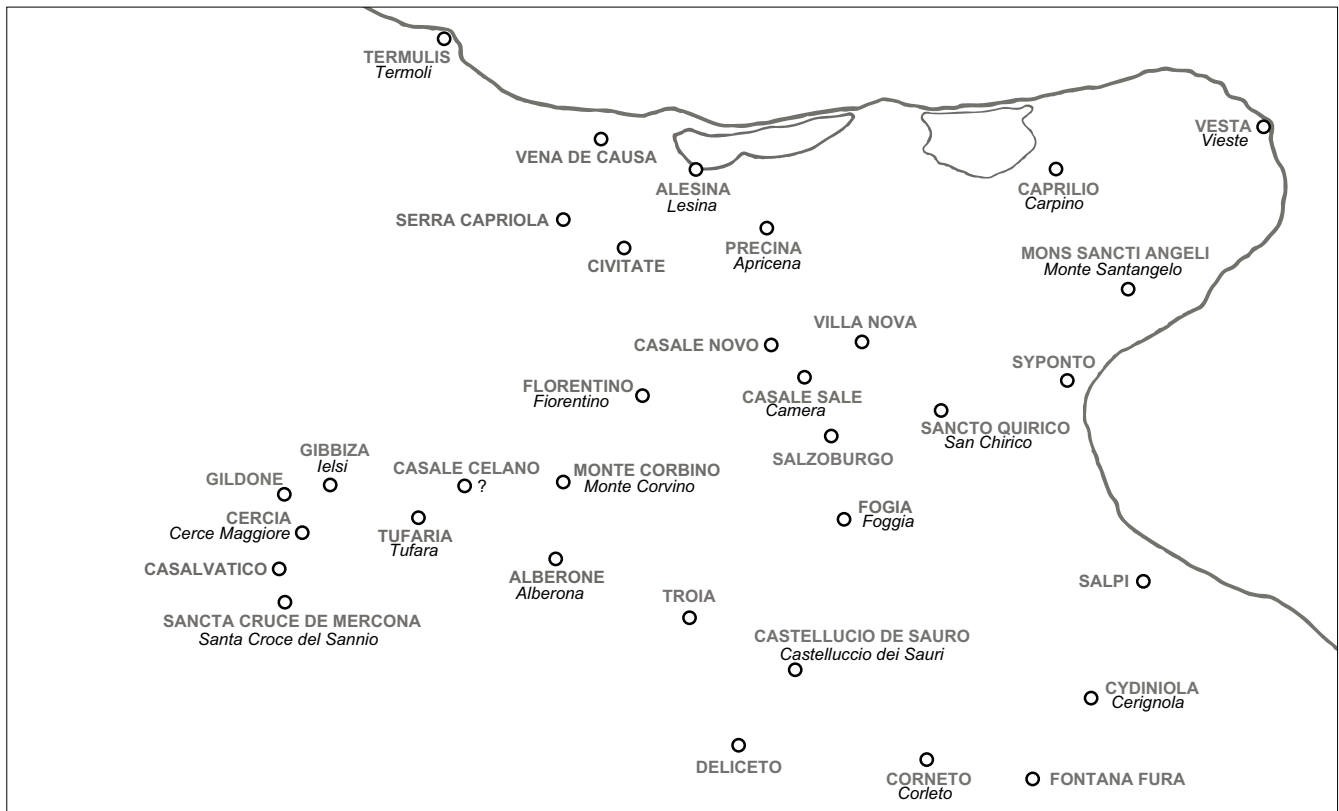 TERMULIS
Termoli
VESTA
Vieste
VENA DE CAUSA
ALESINA
Lesina
CAPRILIO
Carpino
SERRA CAPRIOLA
PRECINA
Apricena
CIVITATE
MONS SANCTI ANGELI
Monte Santangelo
VILLA NOVA
CASALE NOVO
SYPONTO
FLORENTINO
Fiorentino
CASALE SALE
Camera
SANCTO QUIRICO
San Chirico
SALZOBURGO
GIBBIZA
Ielsi
GILDONE
CASALE CELANO
?
MONTE CORBINO
Monte Corvino
CERCIA
Cerce Maggiore
TUFARIA
Tufara
FOGIA
Foggia
CASALVATICO
ALBERONE
Alberona
SALPI
TROIA
SANCTA CRUCE DE MERCONA
Santa Croce del Sannio
CASTELLUCIO DE SAURO
Castelluccio dei Sauri
CYDINIOLA
Cerignola
DELICETO
CORNETO
Corleto
FONTANA FURA